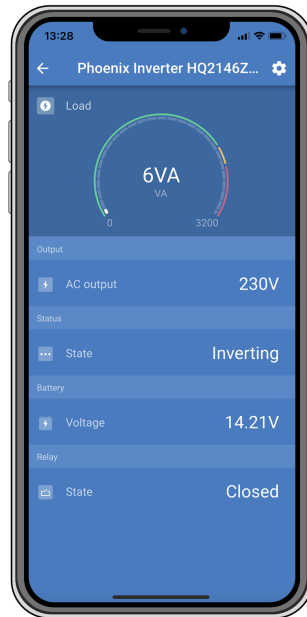 13:28
Phoenix Inverter HQ2146Z...
Load
6VA
VA
0 3200
Output
AC output 230V
Status
State Inverting
Battery
Voltage 14.21V
Relay
State Closed